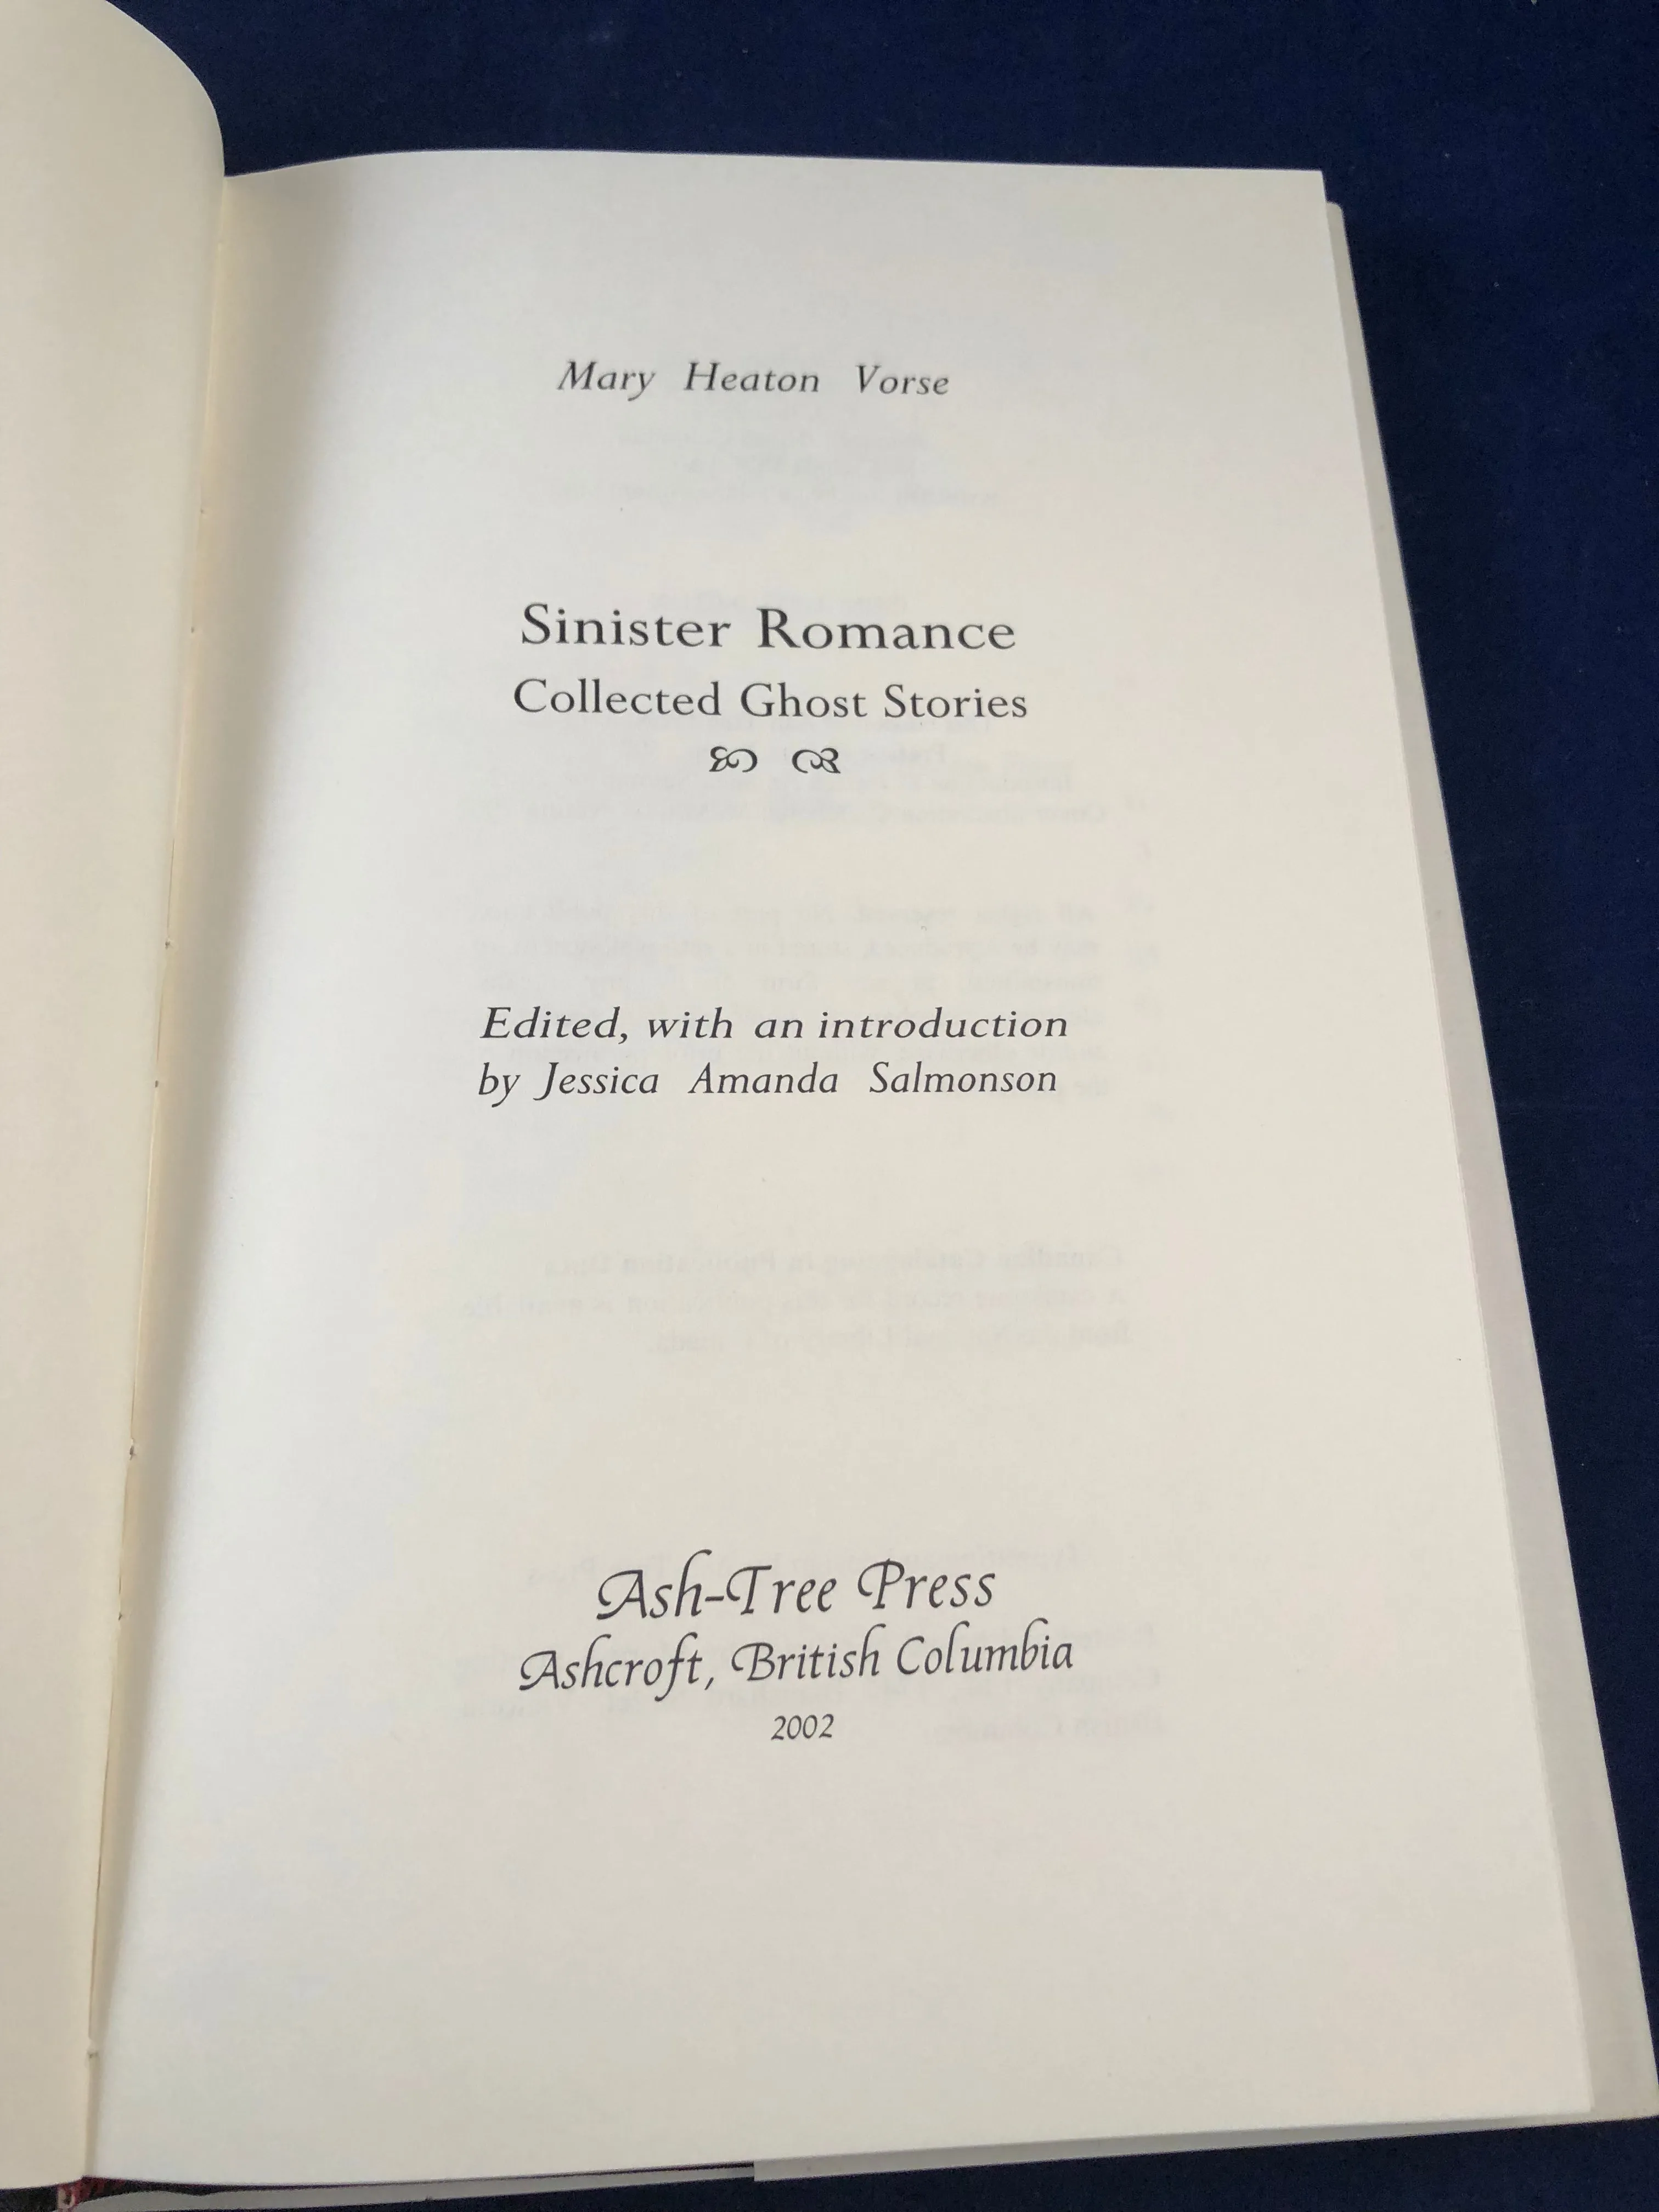 Mary Heaton Vorse
Sinister Romance
Collected Ghost Stories
Edited, with an introduction
by Jessica Amanda Salmonson
Ash-Tree Press
Ashcroft, British Columbia
2002